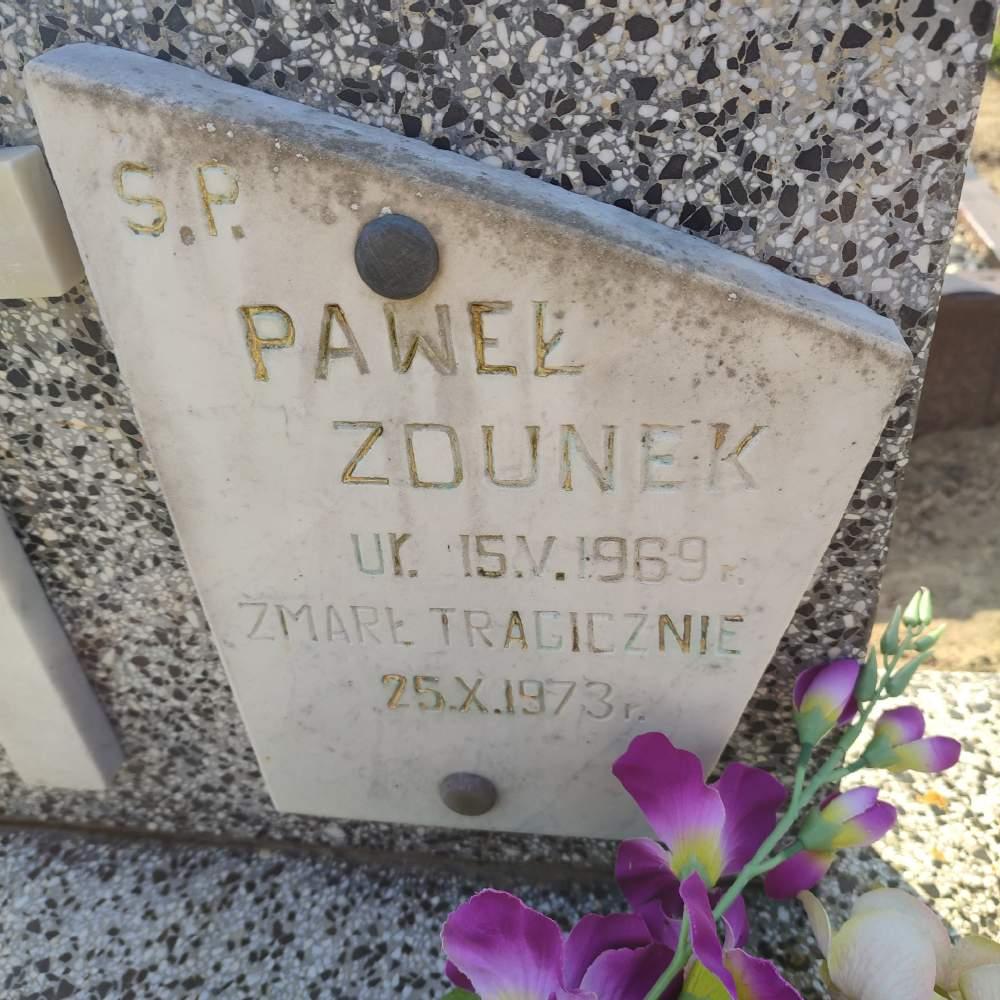 S.P.
PAWEŁ
ZDUNEK
UR. 15.V.1969 r.
ZMARŁ TRAGICZNIE
25.X.1973 r.